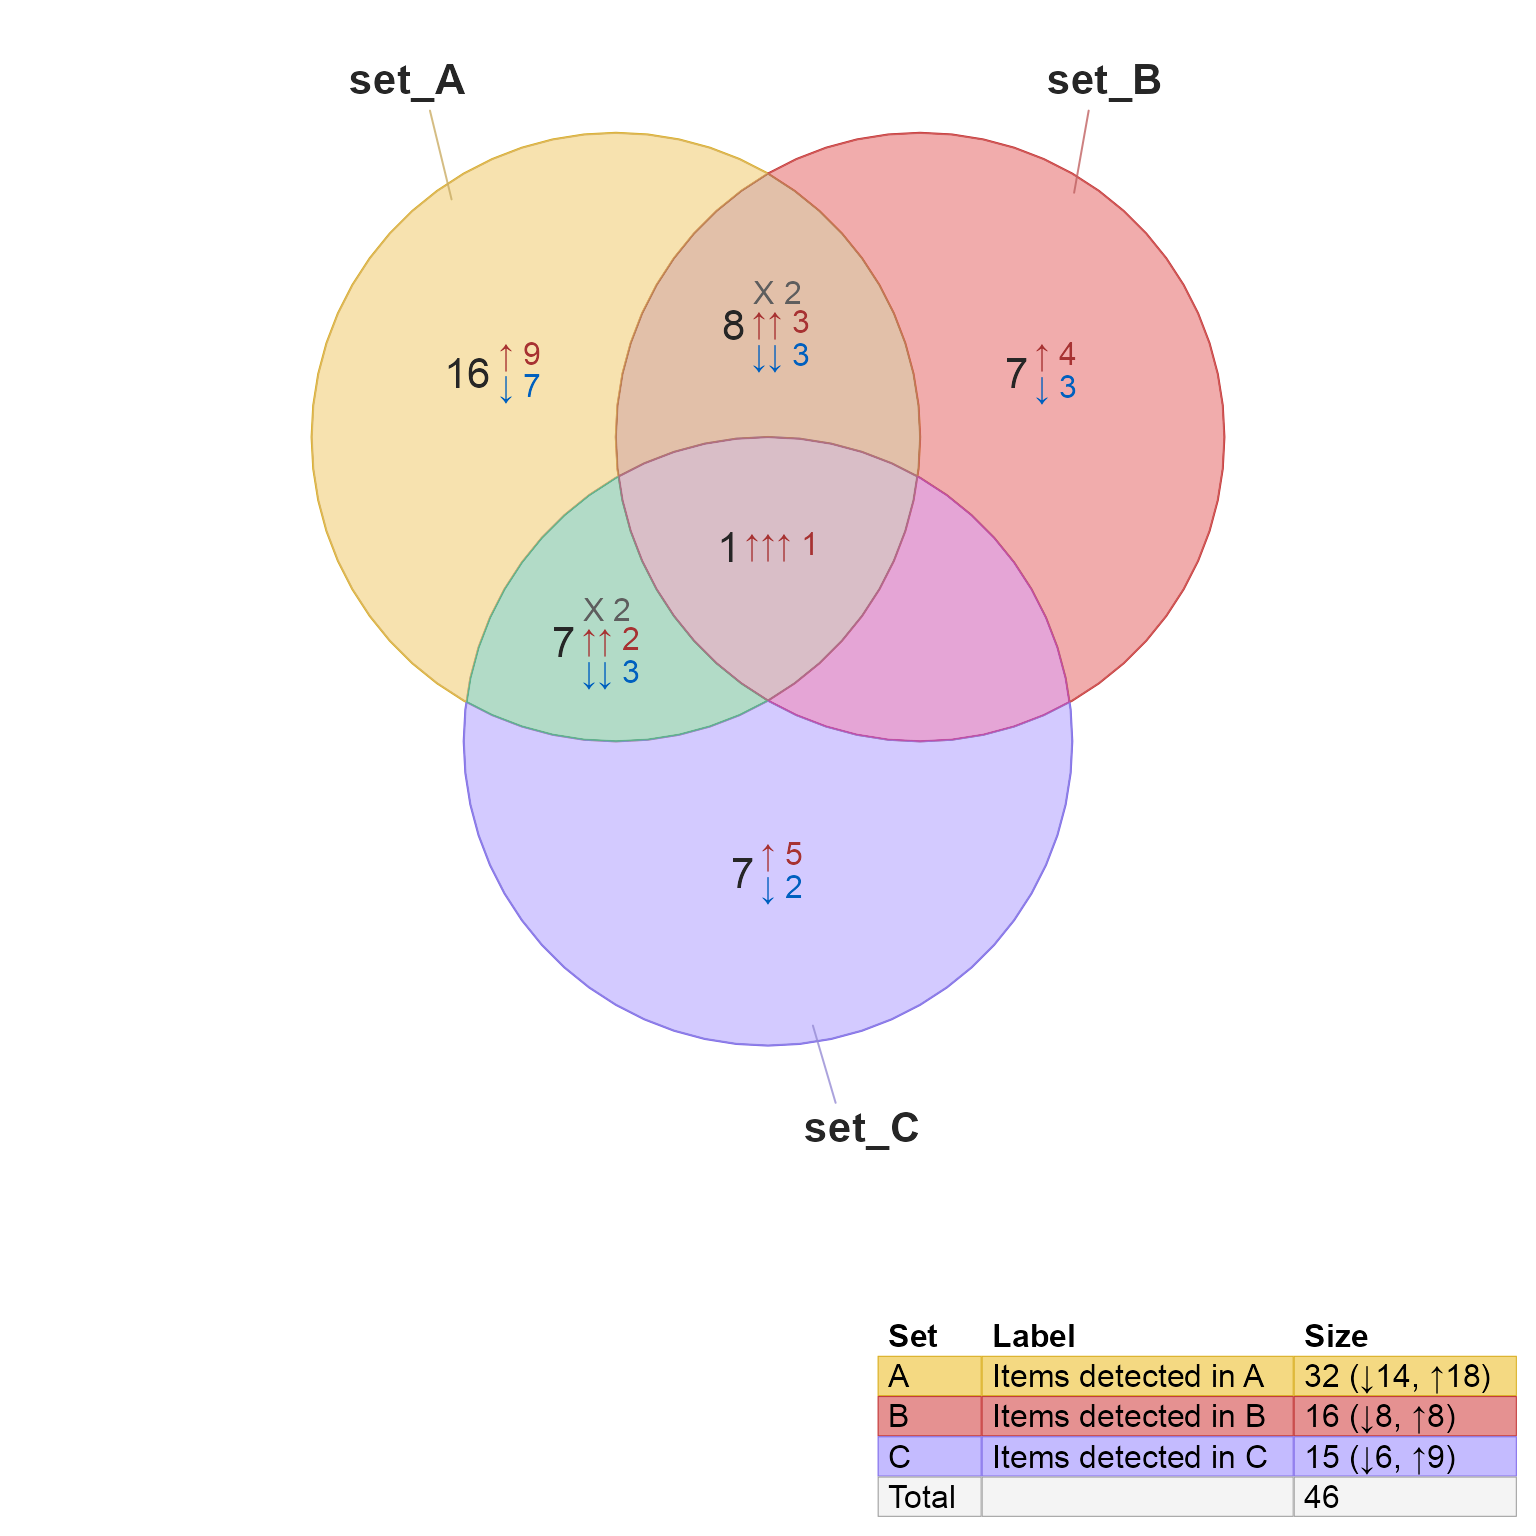 set_A
set_B
X 2
8 ↑↑ 3
↓↓ 3
16 ↑ 9
↓ 7
7 ↑ 4
↓ 3
1 ↑↑↑ 1
X 2
7 ↑↑ 2
↓↓ 3
7 ↑ 5
↓ 2
set_C
Set Label Size
A Items detected in A 32 (↓14, ↑18)
B Items detected in B 16 (↓8, ↑8)
C Items detected in C 15 (↓6, ↑9)
Total 46